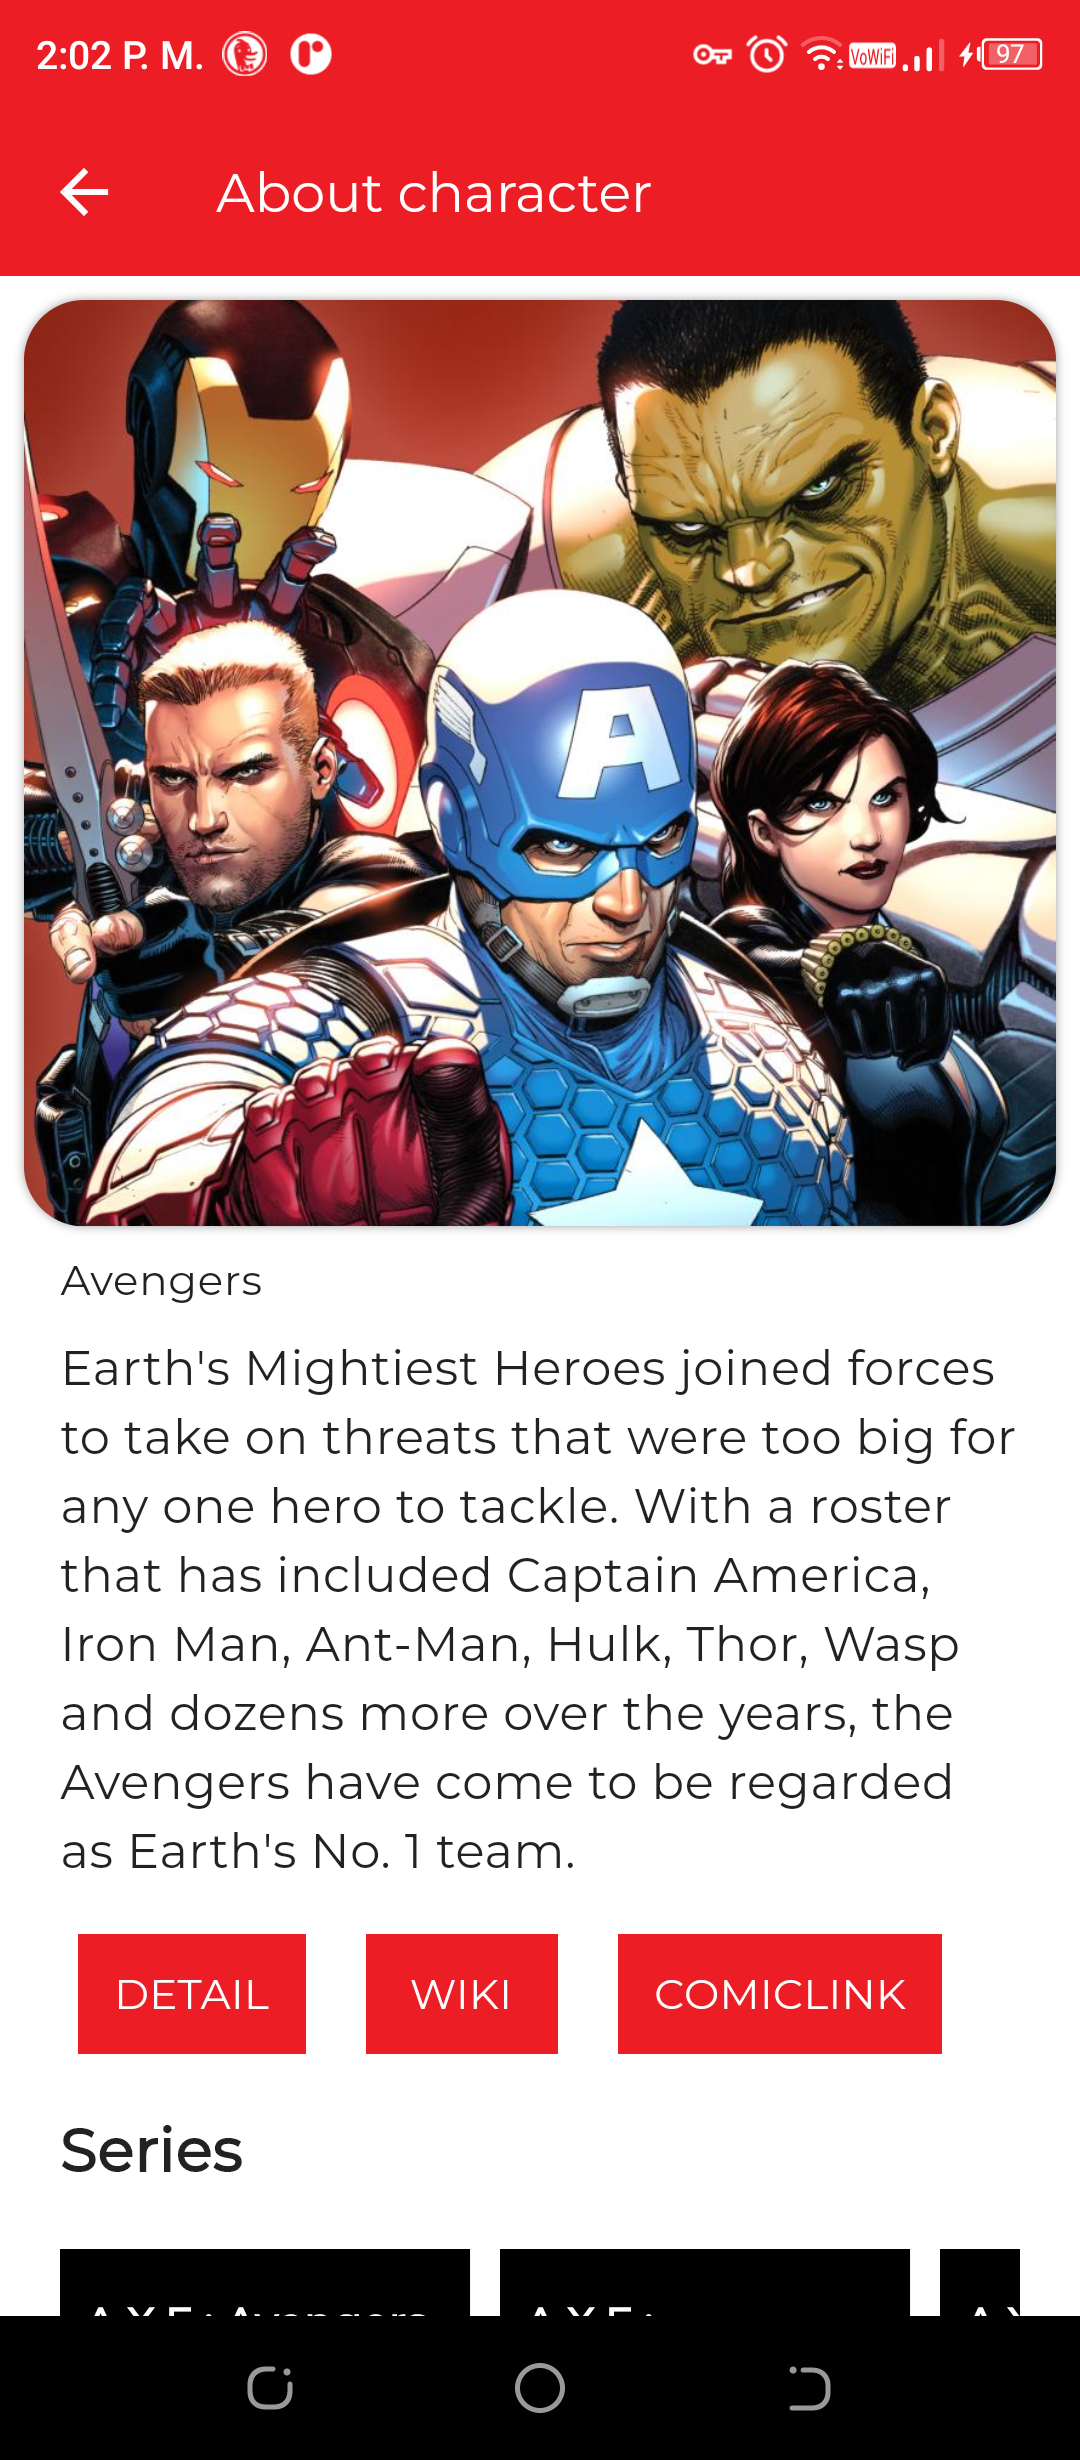 2:02 P. M.
VoWiFi
97
About character
A
Avengers
Earth's Mightiest Heroes joined forces
to take on threats that were too big for
any one hero to tackle. With a roster
that has included Captain America,
Iron Man, Ant-Man, Hulk, Thor, Wasp
and dozens more over the years, the
Avengers have come to be regarded
as Earth's No. 1 team.
DETAIL WIKI COMICLINK
Series
A.X.E.: Avengers A.X.E.: